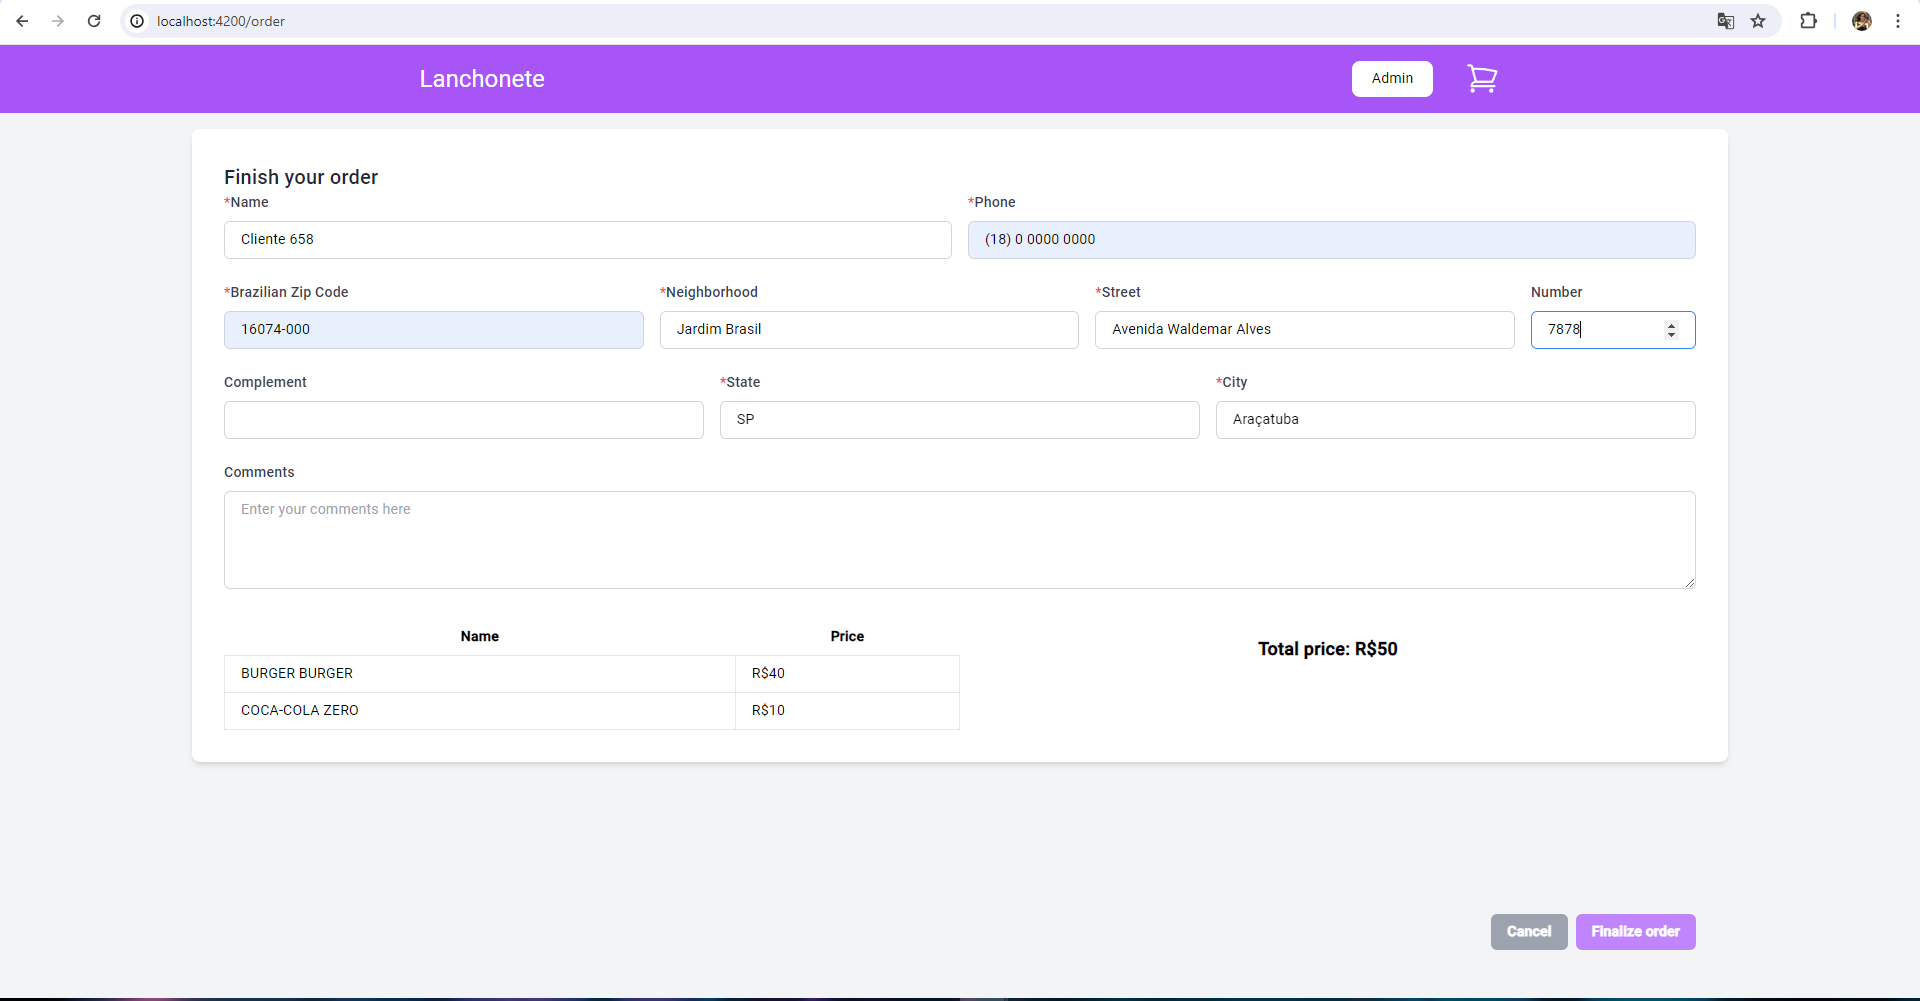 localhost:4200/order
Lanchonete
Admin
Finish your order
*Name
*Phone
Cliente 658
(18) 0 0000 0000
*Brazilian Zip Code
*Neighborhood
*Street
Number
16074-000
Jardim Brasil
Avenida Waldemar Alves
7878
Complement
*State
*City
SP
Araçatuba
Comments
Enter your comments here
Name Price
Total price: R$50
BURGER BURGER R$40
COCA-COLA ZERO R$10
Cancel
Finalize order